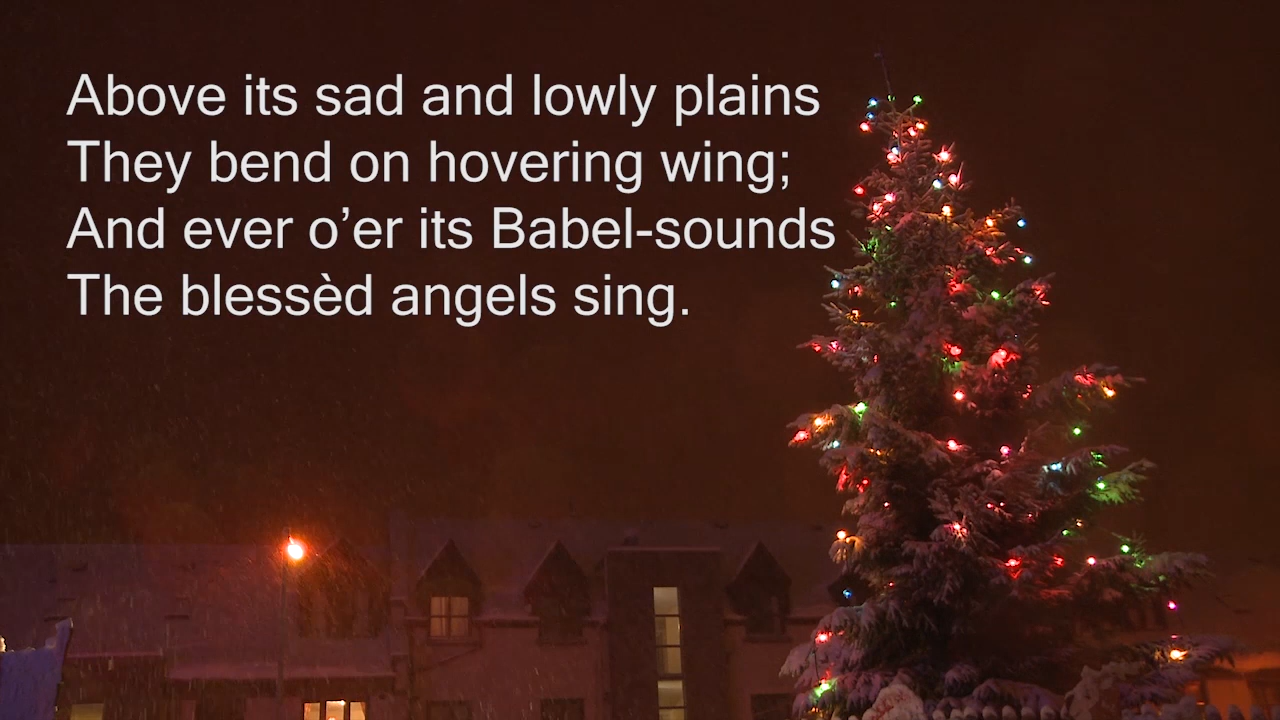 Above its sad and lowly plains
They bend on hovering wing;
And ever o’er its Babel-sounds
The blessèd angels sing.